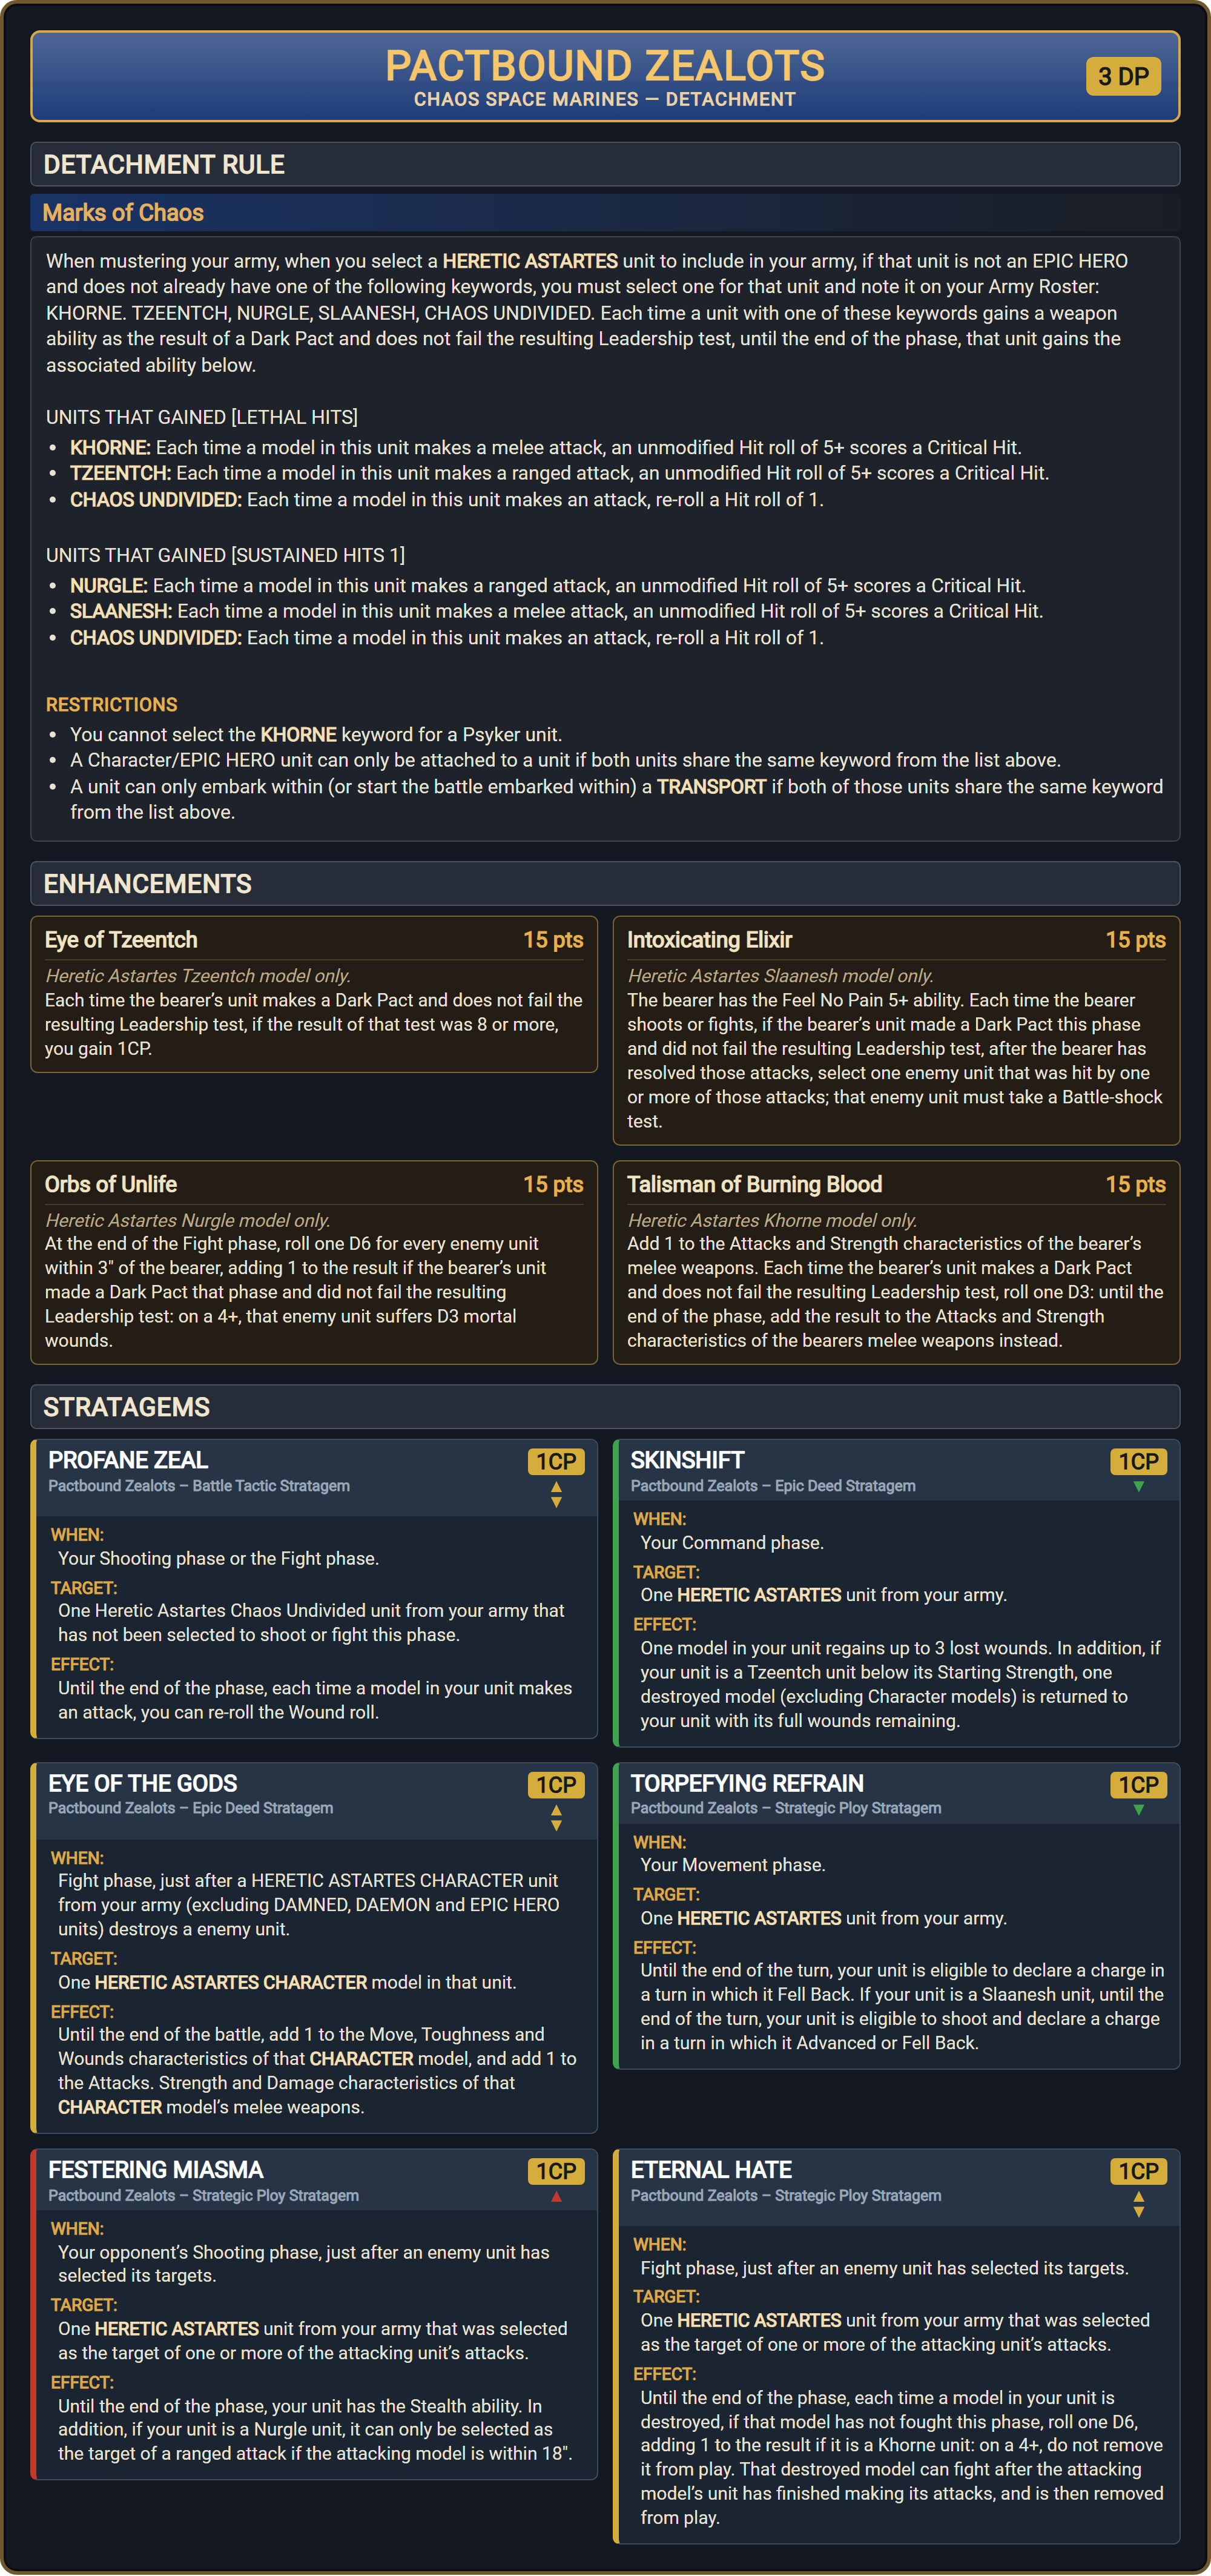 PACTBOUND ZEALOTS
CHAOS SPACE MARINES — DETACHMENT
3 DP
DETACHMENT RULE
Marks of Chaos
When mustering your army, when you select a HERETIC ASTARTES unit to include in your army, if that unit is not an EPIC HERO
and does not already have one of the following keywords, you must select one for that unit and note it on your Army Roster:
KHORNE. TZEENTCH, NURGLE, SLAANESH, CHAOS UNDIVIDED. Each time a unit with one of these keywords gains a weapon
ability as the result of a Dark Pact and does not fail the resulting Leadership test, until the end of the phase, that unit gains the
associated ability below.
UNITS THAT GAINED [LETHAL HITS]
• KHORNE: Each time a model in this unit makes a melee attack, an unmodified Hit roll of 5+ scores a Critical Hit.
• TZEENTCH: Each time a model in this unit makes a ranged attack, an unmodified Hit roll of 5+ scores a Critical Hit.
• CHAOS UNDIVIDED: Each time a model in this unit makes an attack, re-roll a Hit roll of 1.
UNITS THAT GAINED [SUSTAINED HITS 1]
• NURGLE: Each time a model in this unit makes a ranged attack, an unmodified Hit roll of 5+ scores a Critical Hit.
• SLAANESH: Each time a model in this unit makes a melee attack, an unmodified Hit roll of 5+ scores a Critical Hit.
• CHAOS UNDIVIDED: Each time a model in this unit makes an attack, re-roll a Hit roll of 1.
RESTRICTIONS
• You cannot select the KHORNE keyword for a Psyker unit.
• A Character/EPIC HERO unit can only be attached to a unit if both units share the same keyword from the list above.
• A unit can only embark within (or start the battle embarked within) a TRANSPORT if both of those units share the same keyword
from the list above.
ENHANCEMENTS
Eye of Tzeentch 15 pts
Heretic Astartes Tzeentch model only.
Each time the bearer’s unit makes a Dark Pact and does not fail the
resulting Leadership test, if the result of that test was 8 or more,
you gain 1CP.
Intoxicating Elixir 15 pts
Heretic Astartes Slaanesh model only.
The bearer has the Feel No Pain 5+ ability. Each time the bearer
shoots or fights, if the bearer’s unit made a Dark Pact this phase
and did not fail the resulting Leadership test, after the bearer has
resolved those attacks, select one enemy unit that was hit by one
or more of those attacks; that enemy unit must take a Battle-shock
test.
Orbs of Unlife 15 pts
Heretic Astartes Nurgle model only.
At the end of the Fight phase, roll one D6 for every enemy unit
within 3" of the bearer, adding 1 to the result if the bearer’s unit
made a Dark Pact that phase and did not fail the resulting
Leadership test: on a 4+, that enemy unit suffers D3 mortal
wounds.
Talisman of Burning Blood 15 pts
Heretic Astartes Khorne model only.
Add 1 to the Attacks and Strength characteristics of the bearer’s
melee weapons. Each time the bearer’s unit makes a Dark Pact
and does not fail the resulting Leadership test, roll one D3: until the
end of the phase, add the result to the Attacks and Strength
characteristics of the bearers melee weapons instead.
STRATAGEMS
PROFANE ZEAL 1CP
Pactbound Zealots – Battle Tactic Stratagem
WHEN:
Your Shooting phase or the Fight phase.
TARGET:
One Heretic Astartes Chaos Undivided unit from your army that
has not been selected to shoot or fight this phase.
EFFECT:
Until the end of the phase, each time a model in your unit makes
an attack, you can re-roll the Wound roll.
SKINSHIFT 1CP
Pactbound Zealots – Epic Deed Stratagem
WHEN:
Your Command phase.
TARGET:
One HERETIC ASTARTES unit from your army.
EFFECT:
One model in your unit regains up to 3 lost wounds. In addition, if
your unit is a Tzeentch unit below its Starting Strength, one
destroyed model (excluding Character models) is returned to
your unit with its full wounds remaining.
EYE OF THE GODS 1CP
Pactbound Zealots – Epic Deed Stratagem
WHEN:
Fight phase, just after a HERETIC ASTARTES CHARACTER unit
from your army (excluding DAMNED, DAEMON and EPIC HERO
units) destroys a enemy unit.
TARGET:
One HERETIC ASTARTES CHARACTER model in that unit.
EFFECT:
Until the end of the battle, add 1 to the Move, Toughness and
Wounds characteristics of that CHARACTER model, and add 1 to
the Attacks. Strength and Damage characteristics of that
CHARACTER model’s melee weapons.
TORPEFYING REFRAIN 1CP
Pactbound Zealots – Strategic Ploy Stratagem
WHEN:
Your Movement phase.
TARGET:
One HERETIC ASTARTES unit from your army.
EFFECT:
Until the end of the turn, your unit is eligible to declare a charge in
a turn in which it Fell Back. If your unit is a Slaanesh unit, until the
end of the turn, your unit is eligible to shoot and declare a charge
in a turn in which it Advanced or Fell Back.
FESTERING MIASMA 1CP
Pactbound Zealots – Strategic Ploy Stratagem
WHEN:
Your opponent’s Shooting phase, just after an enemy unit has
selected its targets.
TARGET:
One HERETIC ASTARTES unit from your army that was selected
as the target of one or more of the attacking unit’s attacks.
EFFECT:
Until the end of the phase, your unit has the Stealth ability. In
addition, if your unit is a Nurgle unit, it can only be selected as
the target of a ranged attack if the attacking model is within 18".
ETERNAL HATE 1CP
Pactbound Zealots – Strategic Ploy Stratagem
WHEN:
Fight phase, just after an enemy unit has selected its targets.
TARGET:
One HERETIC ASTARTES unit from your army that was selected
as the target of one or more of the attacking unit’s attacks.
EFFECT:
Until the end of the phase, each time a model in your unit is
destroyed, if that model has not fought this phase, roll one D6,
adding 1 to the result if it is a Khorne unit: on a 4+, do not remove
it from play. That destroyed model can fight after the attacking
model’s unit has finished making its attacks, and is then removed
from play.